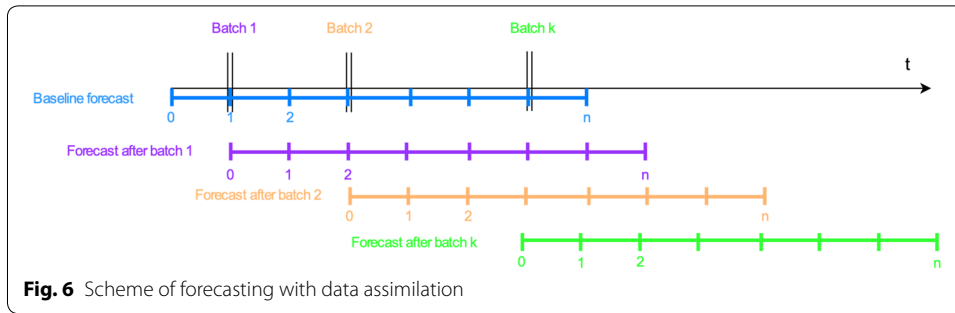 Batch 1 Batch 2 Batch k
t
Baseline forecast
0 1 2 n
Forecast after batch 1
0 1 2 n
Forecast after batch 2
0 1 2 n
Forecast after batch k
0 1 2 n
Fig. 6 Scheme of forecasting with data assimilation